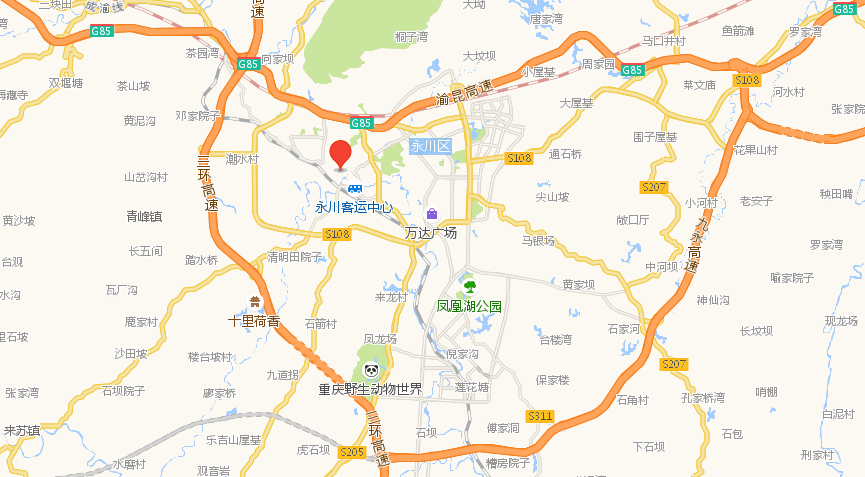 二块田
成渝线
高速
大坳
唐家湾
鱼箭滩
罗家湾
G85
G85
桐子湾
马口井村
茶园湾
向家坝
大坟坝
G85
周家园
G85
小屋基
S108
菜文庙
河水村
双堰塘
茶山坡
渝昆高速
大屋基
张家院
邓家院子
黄泥沟
G85
围子屋基
永川区
花果山村
潮水村
S108
通石桥
三环高速
山岔沟村
S207
永川客运中心
尖山坡
小河村
老安子
秧田嘴
黄沙坡
青峰镇
敞口厅
九永高速
万达广场
S108
马银场
罗家湾
长五间
清明田院子
台观
踏水桥
中河坝
喻家院子
瓦厂沟
来龙村
黄家坝
水沟
十里荷香
凤凰湖公园
神仙沟
鹿家村
石箭村
石家河
现龙场
里石坝
凤龙场
台楼湾
长坟坝
沙田坡
楼台坡村
倪家沟
S207
九道拐
保家楼
张家湾
石坝院子
廖家桥
重庆野生动物世界
莲花塘
石角村
孔家桥湾
哨棚
三环高速
S311
白泥村
来苏镇
乐吉山屋基
石坝
傅家洞
石包
虎石坝
S205
下石坝
邢家村
水磨村
观音岩
糟房院子